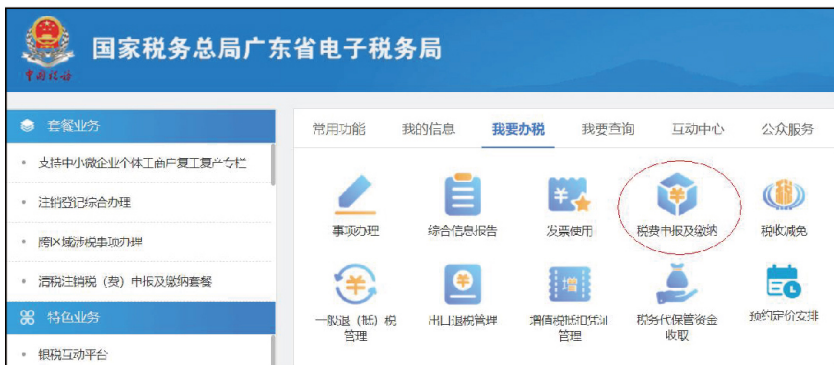 国家税务总局广东省电子税务局
中国税务
套餐业务
支持中小微企业个体工商户复工复产专栏
注销登记综合办理
跨区域涉税事项办理
清税注销税（费）申报及缴纳套餐
特色业务
银税互动平台
常用功能 我的信息 我要办税 我要查询 互动中心 公众服务
事项办理 综合信息报告 发票使用 税费申报及缴纳 税收减免
一般退（抵）税管理 出口退税管理 增值税抵扣凭证管理 税务代保管资金收取 预约定价安排